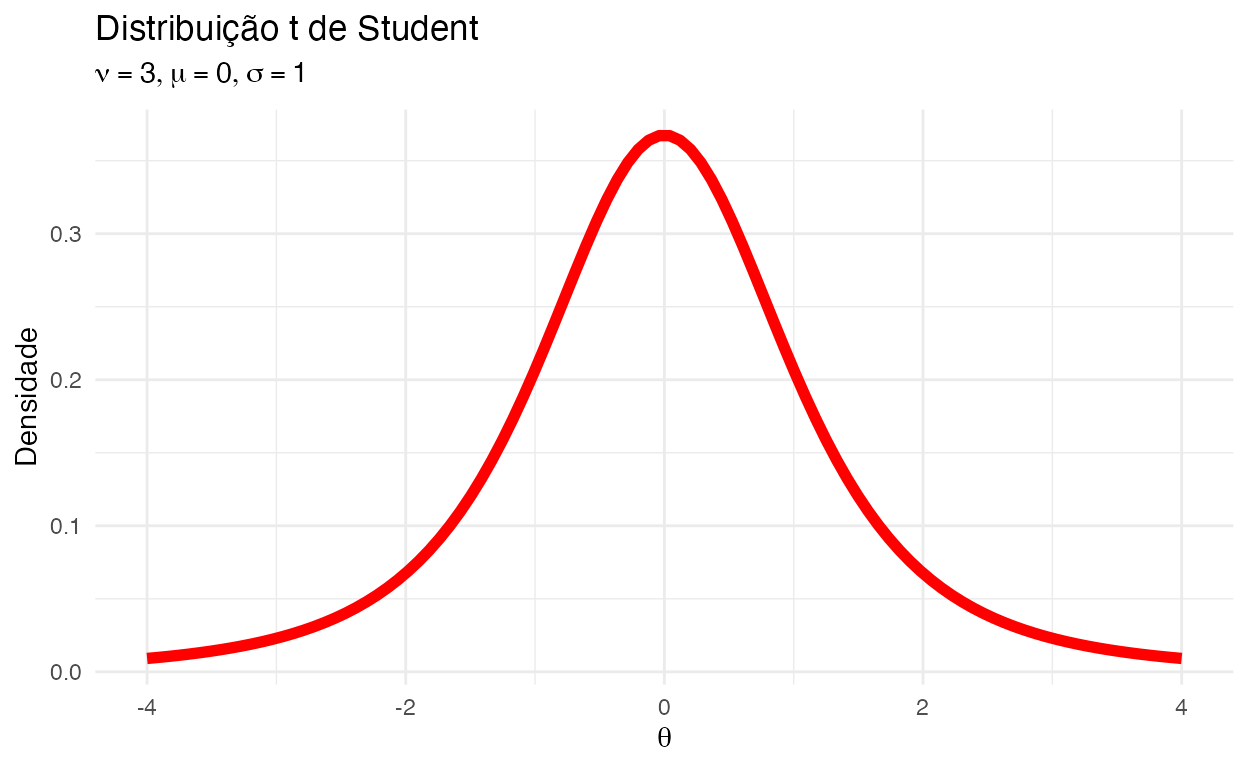 Distribuição t de Student
ν = 3, μ = 0, σ = 1
Densidade
0.3
0.2
0.1
0.0
-4 -2 0 2 4
θ